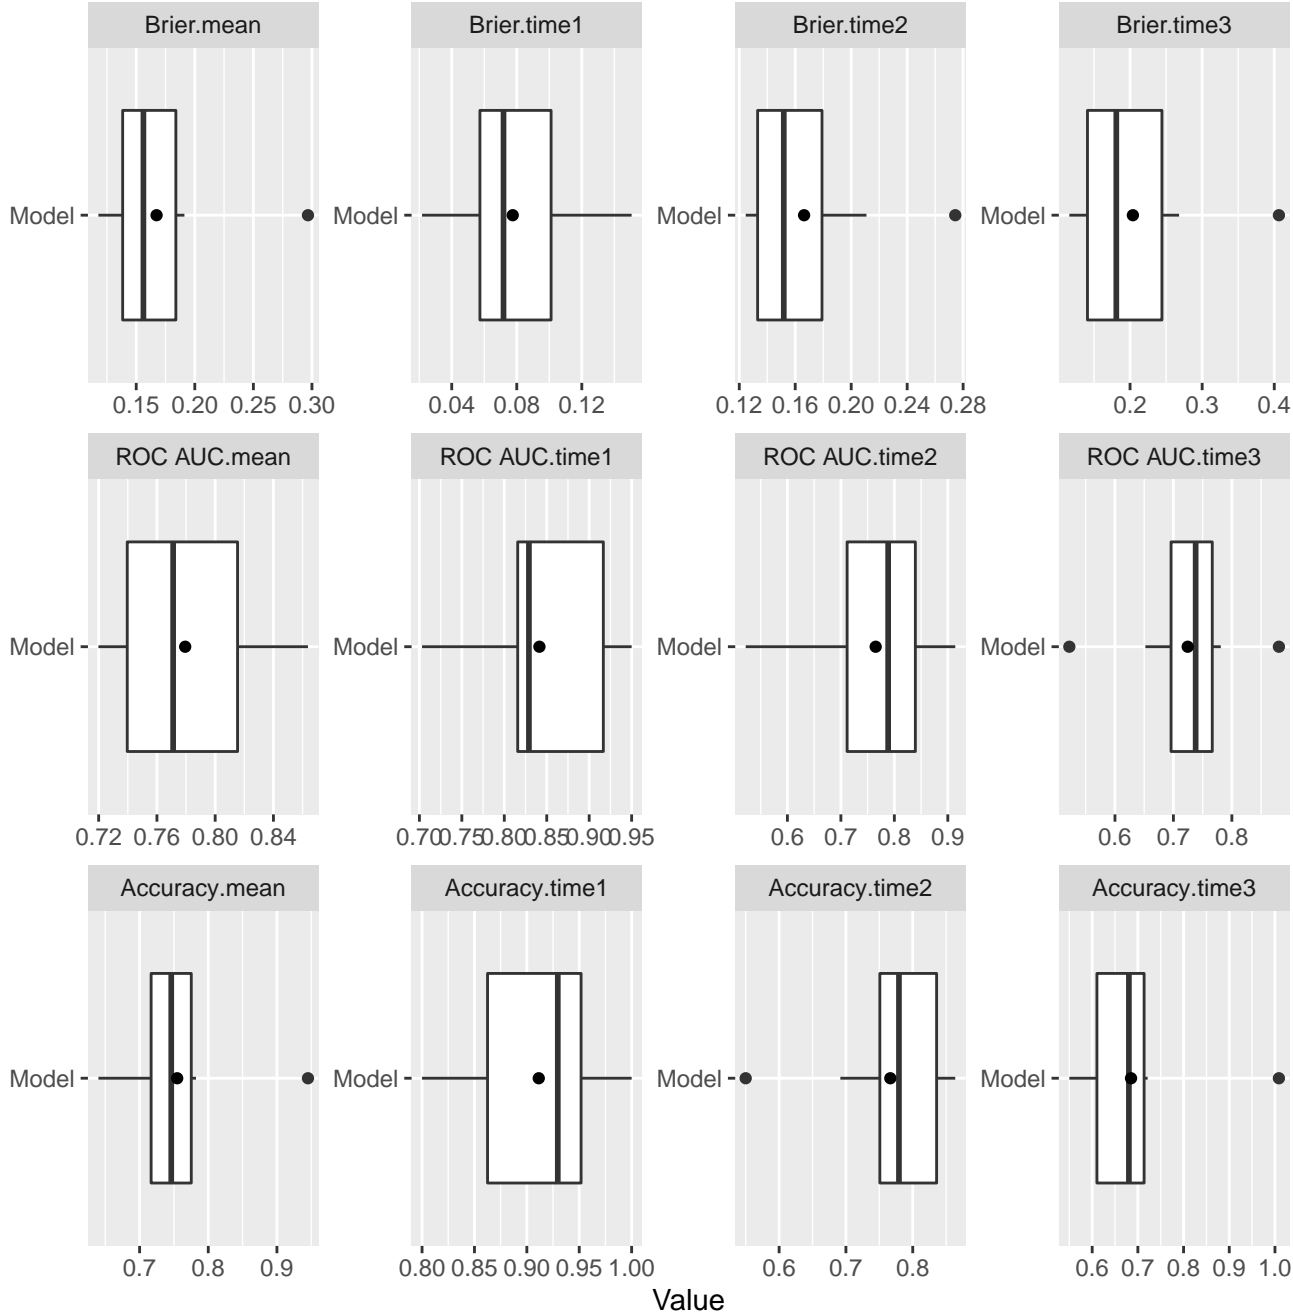 Brier.mean Brier.time1 Brier.time2 Brier.time3
Model Model Model Model
0.15 0.20 0.25 0.30 0.04 0.08 0.12 0.12 0.16 0.20 0.24 0.28 0.2 0.3 0.4
ROC AUC.mean ROC AUC.time1 ROC AUC.time2 ROC AUC.time3
Model Model Model Model
0.72 0.76 0.80 0.84 0.70 0.75 0.80 0.85 0.90 0.95 0.6 0.7 0.8 0.9 0.6 0.7 0.8
Accuracy.mean Accuracy.time1 Accuracy.time2 Accuracy.time3
Model Model Model Model
0.7 0.8 0.9 0.80 0.85 0.90 0.95 1.00 0.6 0.8 0.6 0.7 0.8 0.9 1.0
Value